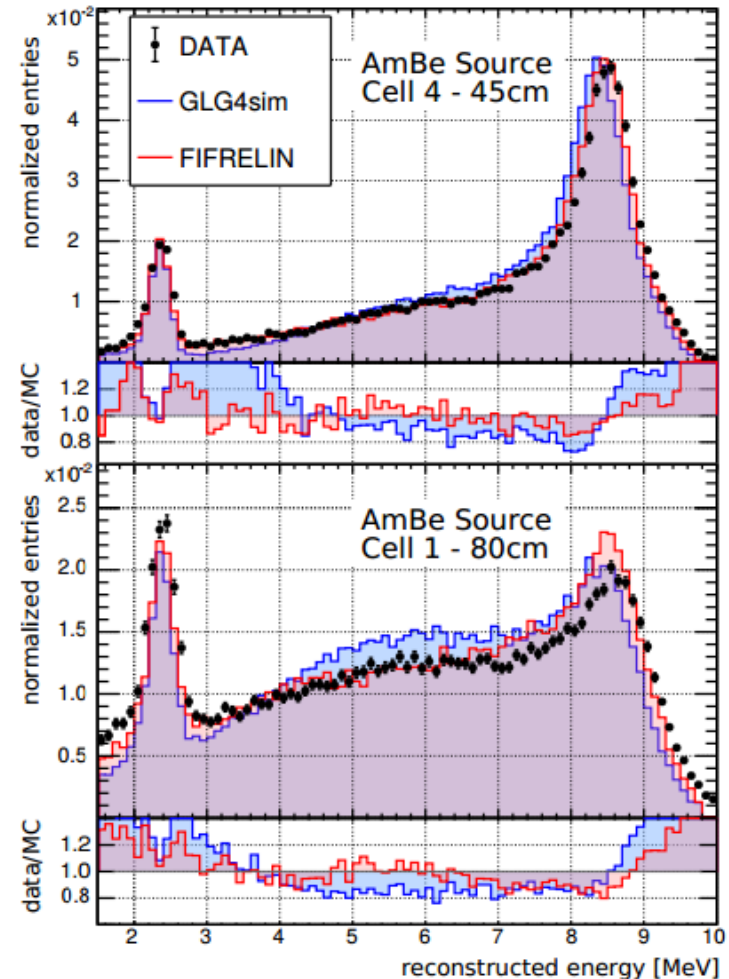 x10⁻²
DATA
GLG4sim
FIFRELIN
AmBe Source
Cell 4 - 45cm
normalized entries
5
4
3
2
1
data/MC
1.2
1.0
0.8
x10⁻²
AmBe Source
Cell 1 - 80cm
normalized entries
2.5
2.0
1.5
1.0
0.5
data/MC
1.2
1.0
0.8
2 3 4 5 6 7 8 9 10
reconstructed energy [MeV]